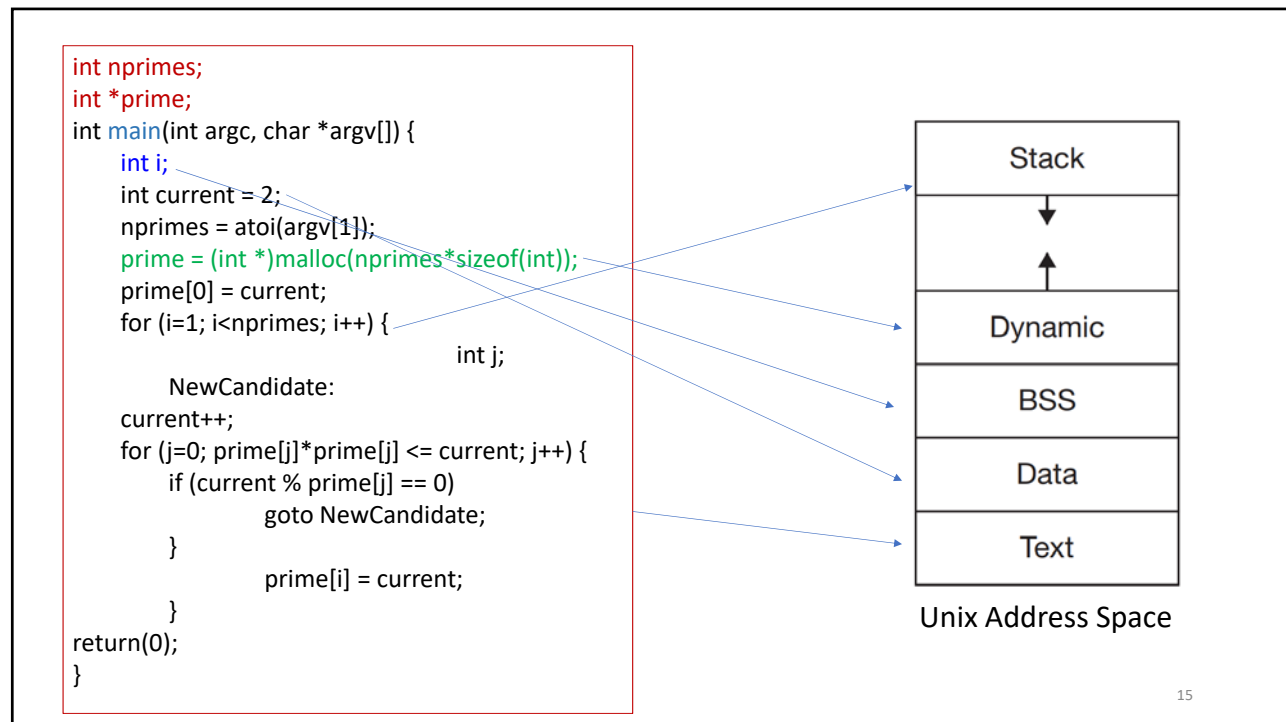 int nprimes;
int *prime;
int main(int argc, char *argv[]) {
int i;
int current = 2;
nprimes = atoi(argv[1]);
prime = (int *)malloc(nprimes*sizeof(int));
prime[0] = current;
for (i=1; i<nprimes; i++) {
int j;
NewCandidate:
current++;
for (j=0; prime[j]*prime[j] <= current; j++) {
if (current % prime[j] == 0)
goto NewCandidate;
}
prime[i] = current;
}
return(0);
}
Stack
Dynamic
BSS
Data
Text
Unix Address Space
15